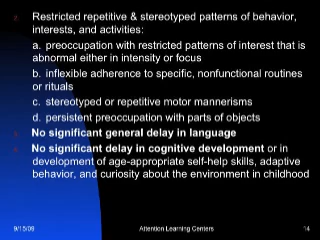 Restricted repetitive & stereotyped patterns of behavior,
interests, and activities:
a. preoccupation with restricted patterns of interest that is
abnormal either in intensity or focus
b. inflexible adherence to specific, nonfunctional routines
or rituals
c. stereotyped or repetitive motor mannerisms
d. persistent preoccupation with parts of objects
No significant general delay in language
No significant delay in cognitive development or in
development of age-appropriate self-help skills, adaptive
behavior, and curiosity about the environment in childhood
9/15/09 Attention Learning Centers 14